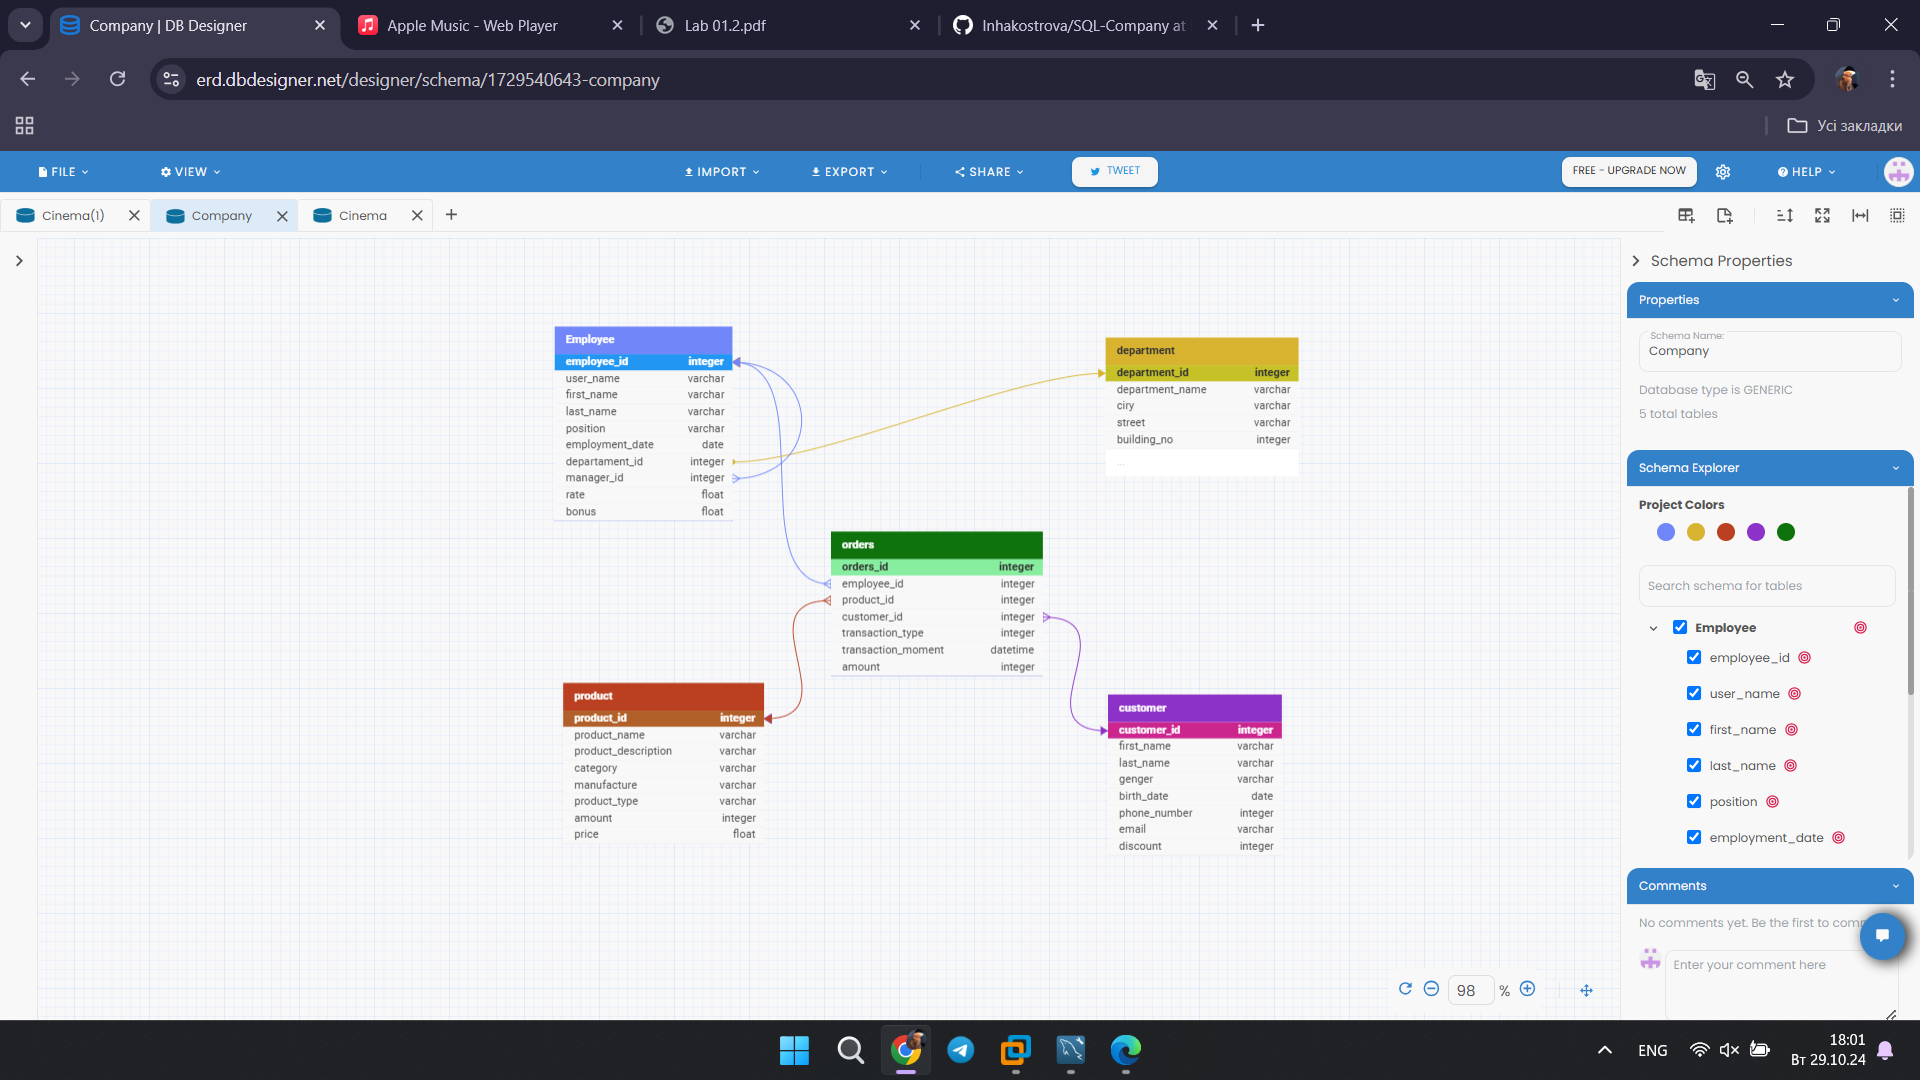 Company | DB Designer
Apple Music - Web Player
Lab 01.2.pdf
Inhakostrova/SQL-Company at
erd.dbdesigner.net/designer/schema/1729540643-company
Усі закладки
FILE
VIEW
IMPORT
EXPORT
SHARE
TWEET
FREE - UPGRADE NOW
HELP
Cinema(1)
Company
Cinema
Employee
employee_id integer
user_name varchar
first_name varchar
last_name varchar
position varchar
employment_date date
departament_id integer
manager_id integer
rate float
bonus float
department
department_id integer
department_name varchar
ciry varchar
street varchar
building_no integer
...
orders
orders_id integer
employee_id integer
product_id integer
customer_id integer
transaction_type integer
transaction_moment datetime
amount integer
product
product_id integer
product_name varchar
product_description varchar
category varchar
manufacture varchar
product_type varchar
amount integer
price float
customer
customer_id integer
first_name varchar
last_name varchar
genger varchar
birth_date date
phone_number integer
email varchar
discount integer
98 %
Schema Properties
Properties
Schema Name:
Company
Database type is GENERIC
5 total tables
Schema Explorer
Project Colors
Search schema for tables
Employee
employee_id
user_name
first_name
last_name
position
employment_date
Comments
No comments yet. Be the first to com
Enter your comment here
ENG
18:01
Вт 29.10.24